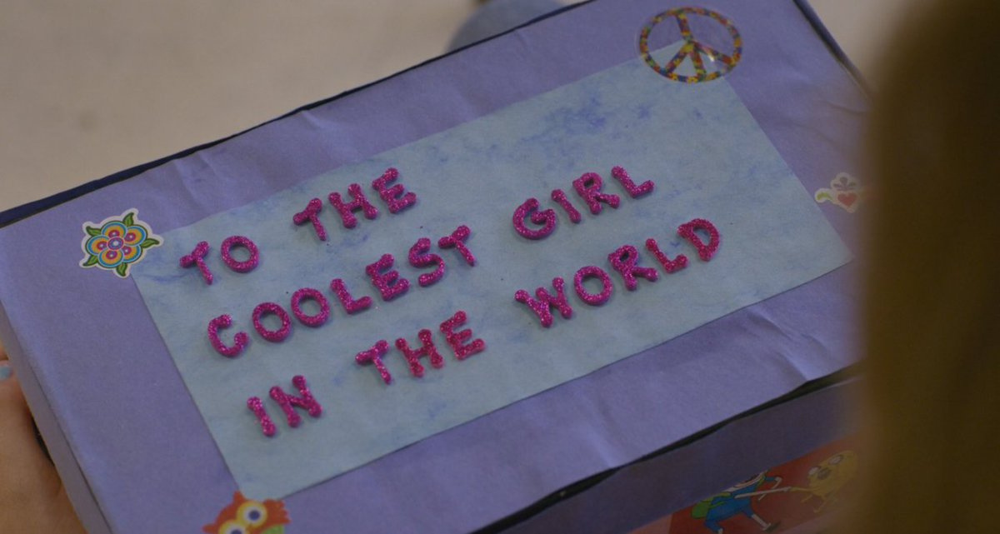 TO THE
COOLEST GIRL
IN THE WORLD